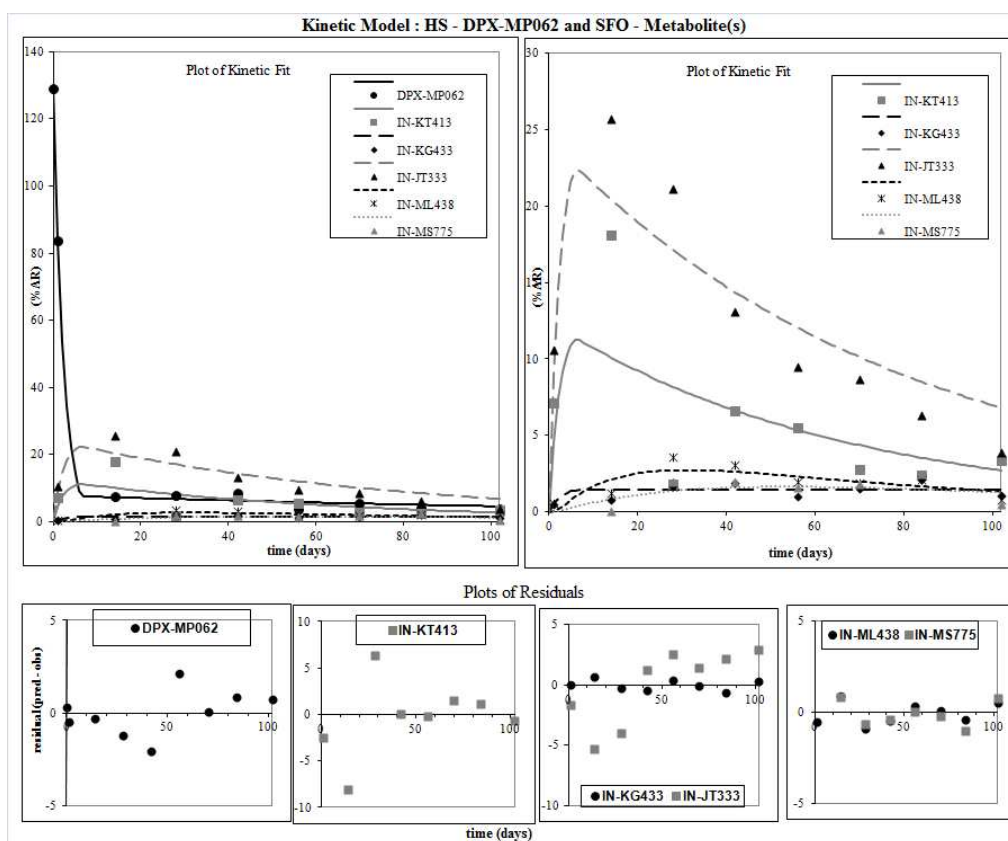 Kinetic Model : HS - DPX-MP062 and SFO - Metabolite(s)
Plot of Kinetic Fit
140
120
100
80
60
40
20
0
(%AR)
DPX-MP062
IN-KT413
IN-KG433
IN-JT333
IN-ML438
IN-MS775
0 20 40 60 80 100
time (days)
Plot of Kinetic Fit
30
25
20
15
10
5
0
(%AR)
IN-KT413
IN-KG433
IN-JT333
IN-ML438
IN-MS775
0 20 40 60 80 100
time (days)
Plots of Residuals
residual(pred - obs)
5
0
-5
DPX-MP062
50 100
10
5
0
-5
-10
IN-KT413
0 50 100
5
0
-5
-10
0 50 100
IN-KG433 IN-JT333
5
0
-5
IN-ML438 IN-MS775
0 50 100
time (days)